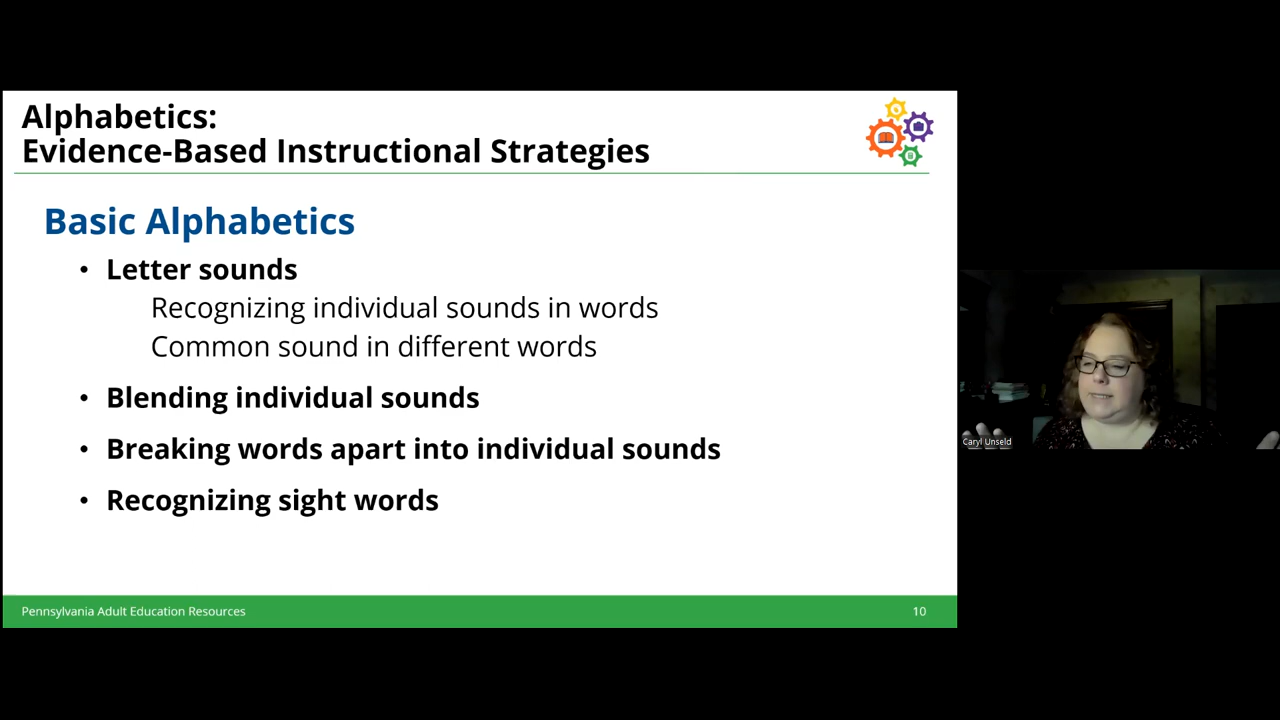 Alphabetics:
Evidence-Based Instructional Strategies
Basic Alphabetics
• Letter sounds
Recognizing individual sounds in words
Common sound in different words
• Blending individual sounds
• Breaking words apart into individual sounds
• Recognizing sight words
Pennsylvania Adult Education Resources
10
Caryl Unseld